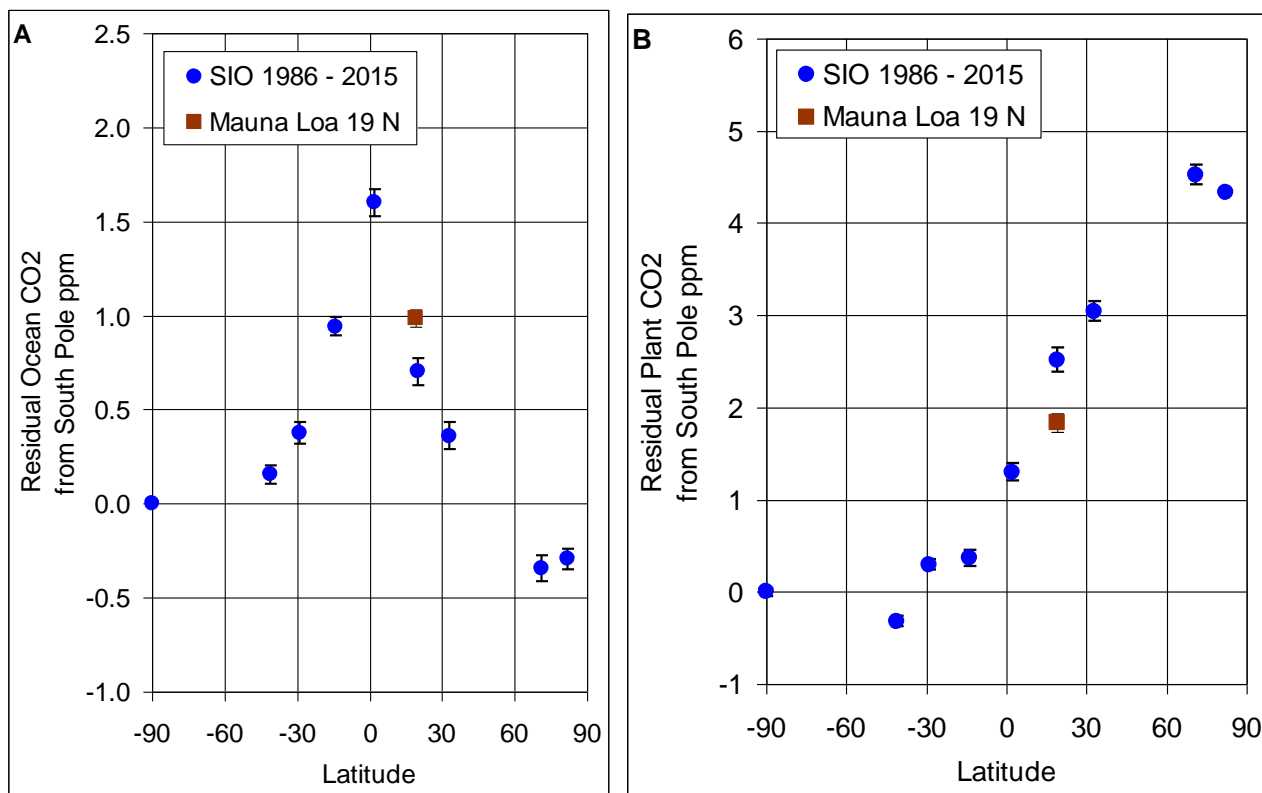 A
2.5
2.0
1.5
1.0
0.5
0.0
-0.5
-1.0
Residual Ocean CO2
from South Pole ppm
SIO 1986 - 2015
Mauna Loa 19 N
-90
-60
-30
0
30
60
90
Latitude
B
6
5
4
3
2
1
0
-1
Residual Plant CO2
from South Pole ppm
SIO 1986 - 2015
Mauna Loa 19 N
-90
-60
-30
0
30
60
90
Latitude